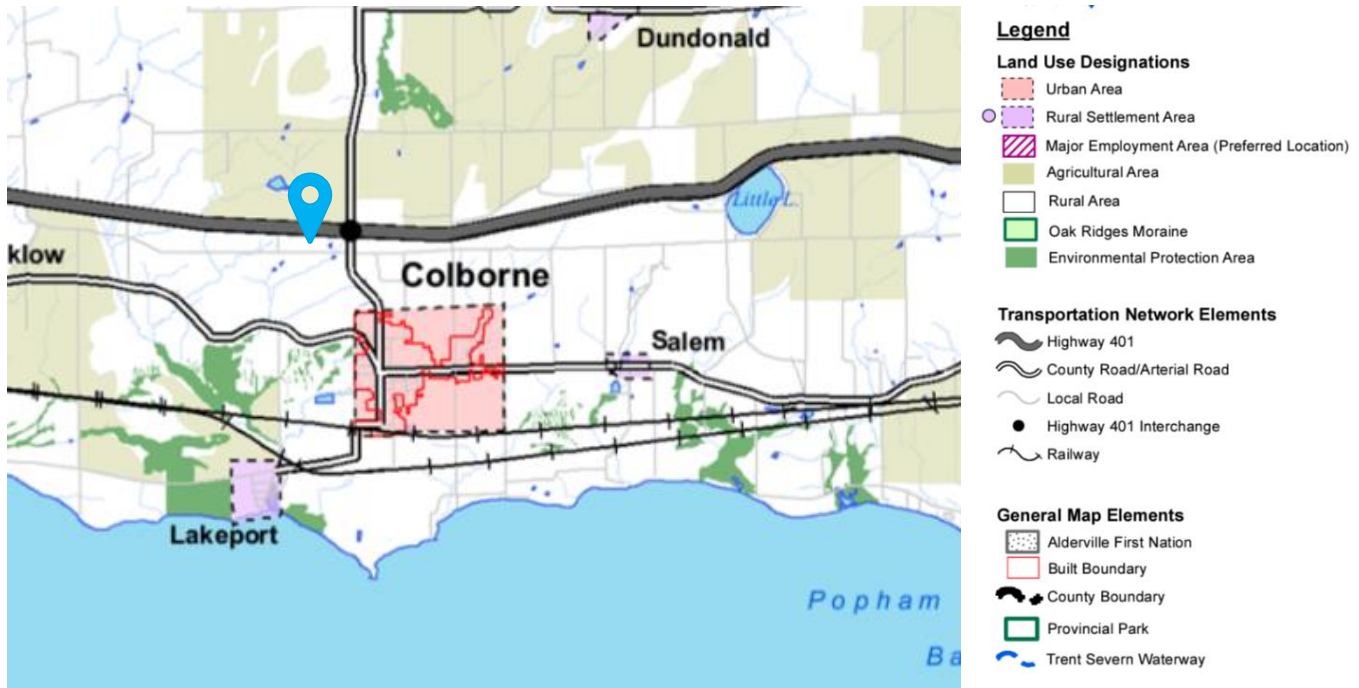 Dundonald
Little L.
klow
Colborne
Salem
Lakeport
Popham
Ba
Legend
Land Use Designations
Urban Area
Rural Settlement Area
Major Employment Area (Preferred Location)
Agricultural Area
Rural Area
Oak Ridges Moraine
Environmental Protection Area
Transportation Network Elements
Highway 401
County Road/Arterial Road
Local Road
Highway 401 Interchange
Railway
General Map Elements
Alderville First Nation
Built Boundary
County Boundary
Provincial Park
Trent Severn Waterway